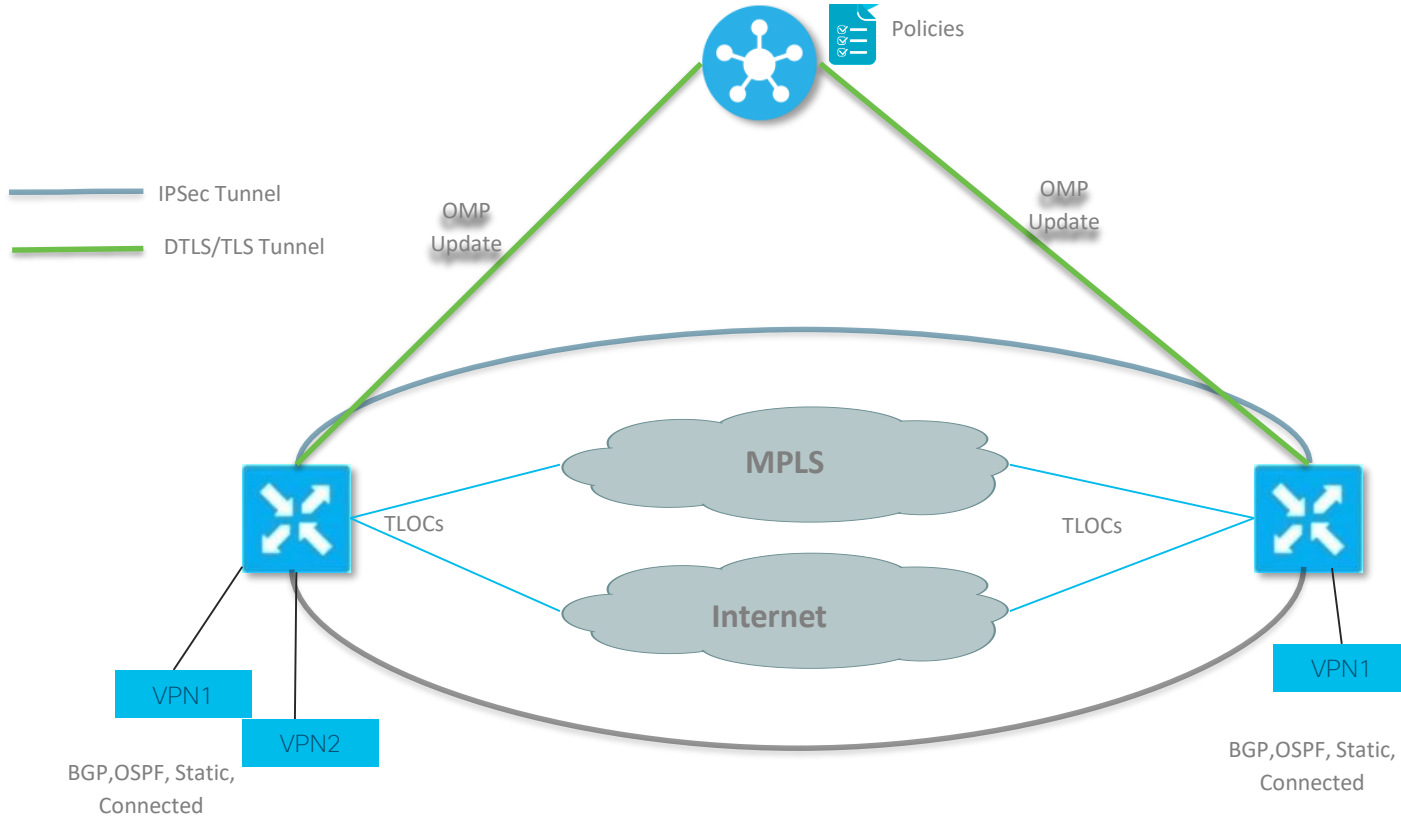 Policies
IPSec Tunnel
DTLS/TLS Tunnel
OMP
Update
OMP
Update
MPLS
TLOCs
TLOCs
Internet
VPN1
VPN2
BGP,OSPF, Static,
Connected
VPN1
BGP,OSPF, Static,
Connected